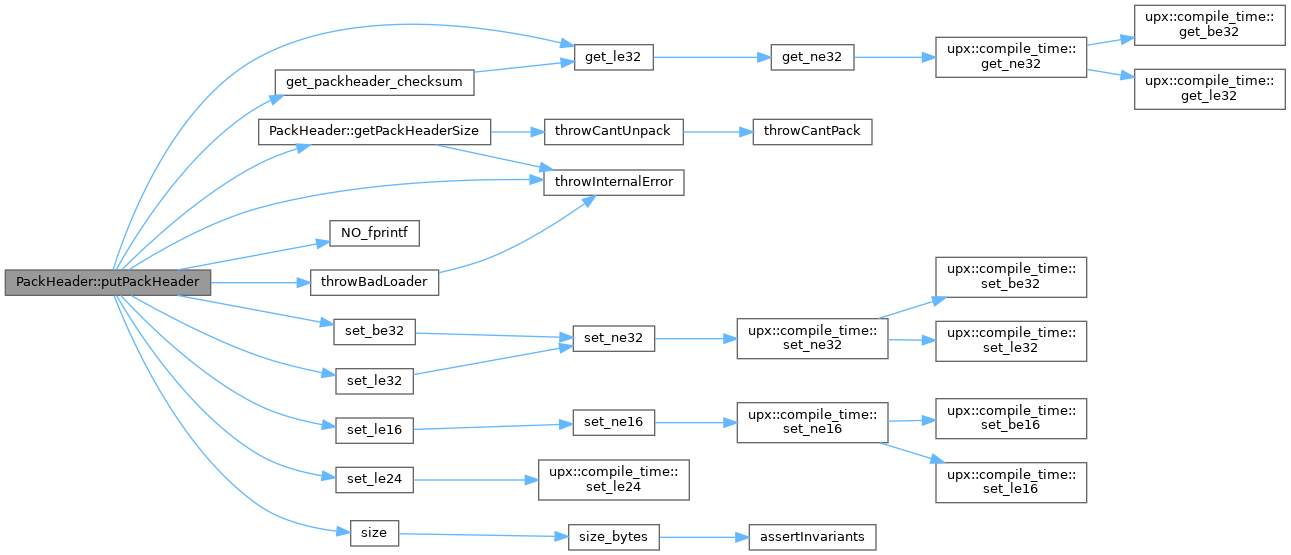 PackHeader::putPackHeader
get_le32
get_ne32
upx::compile_time::
get_ne32
upx::compile_time::
get_be32
upx::compile_time::
get_le32
get_packheader_checksum
PackHeader::getPackHeaderSize
throwCantUnpack
throwCantPack
throwInternalError
NO_fprintf
throwBadLoader
set_be32
set_ne32
upx::compile_time::
set_ne32
upx::compile_time::
set_be32
upx::compile_time::
set_le32
set_le32
set_le16
set_ne16
upx::compile_time::
set_ne16
upx::compile_time::
set_be16
upx::compile_time::
set_le16
set_le24
upx::compile_time::
set_le24
size
size_bytes
assertInvariants